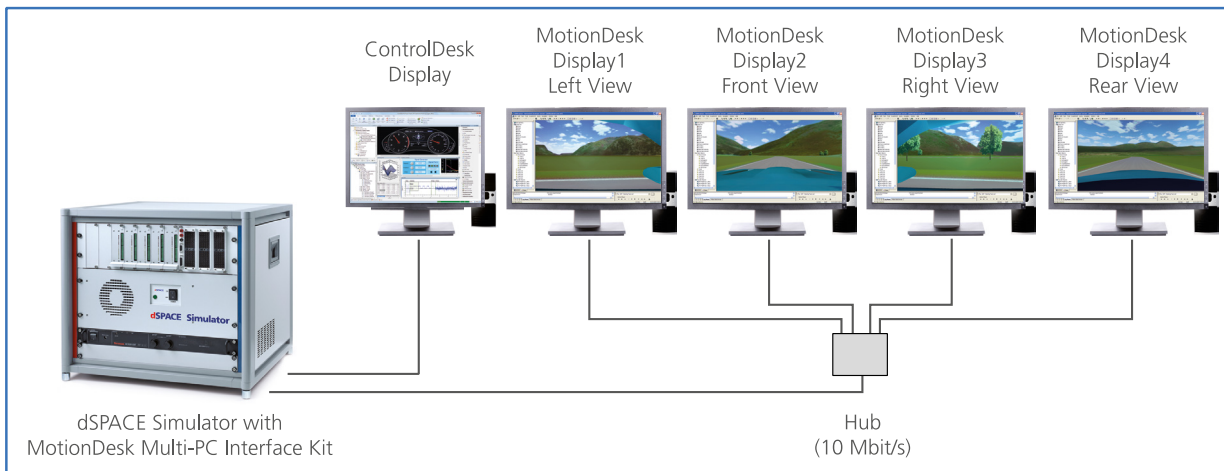 ControlDesk
Display
MotionDesk
Display1
Left View
MotionDesk
Display2
Front View
MotionDesk
Display3
Right View
MotionDesk
Display4
Rear View
dSPACE Simulator
dSPACE Simulator with
MotionDesk Multi-PC Interface Kit
Hub
(10 Mbit/s)